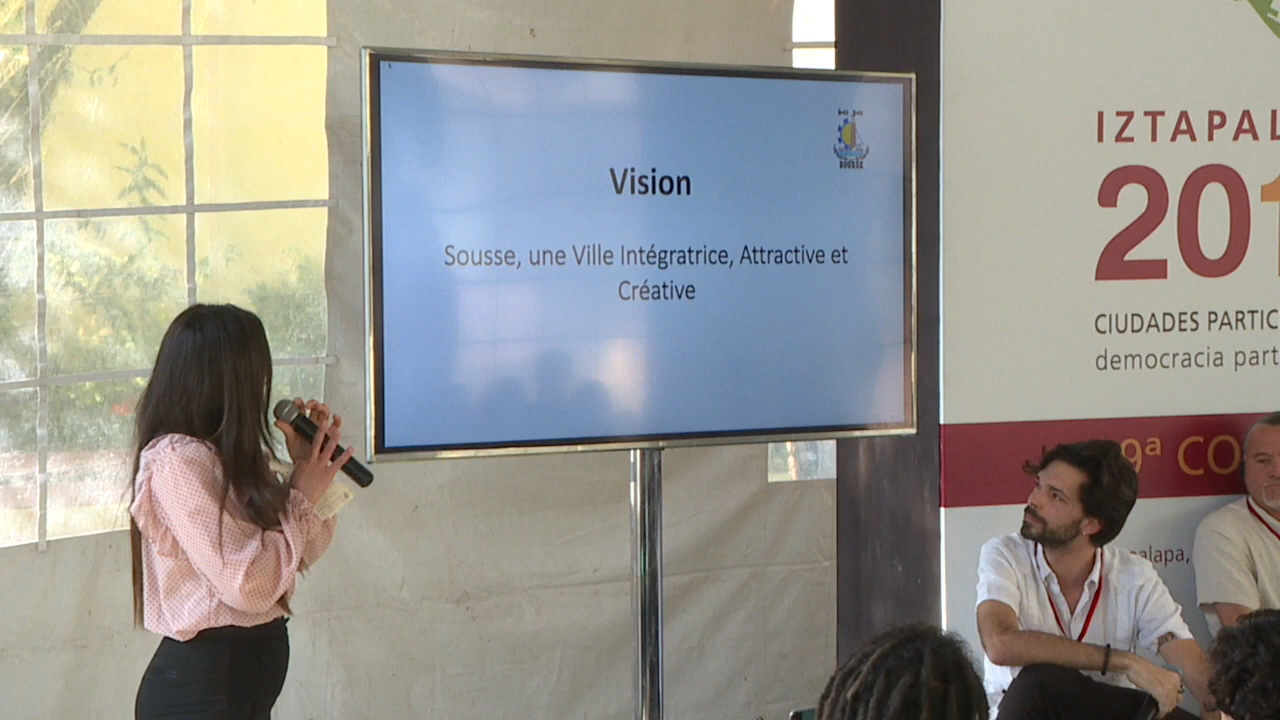 SOUSSE
Vision
Sousse, une Ville Intégratrice, Attractive et
Créative
IZTAPAL
201
CIUDADES PARTIC
democracia part
9ª CO
alapa,